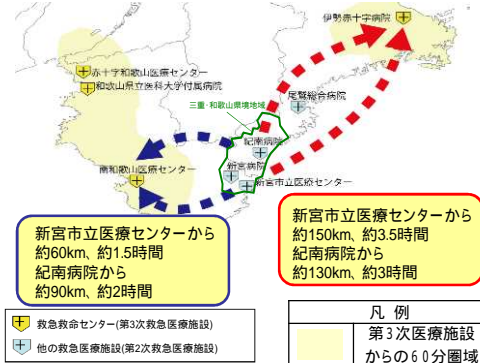 伊勢赤十字病院
赤十字和歌山医療センター
和歌山県立医科大学付属病院
尾鷲総合病院
三重・和歌山県境地域
紀南病院
南和歌山医療センター
新宮病院
新宮市立医療センター
新宮市立医療センターから
約60km、約1.5時間
紀南病院から
約90km、約2時間
新宮市立医療センターから
約150km、約3.5時間
紀南病院から
約130km、約3時間
救急救命センター(第3次救急医療施設)
他の救急医療施設(第2次救急医療施設)
凡 例
第3次医療施設
からの60分圏域